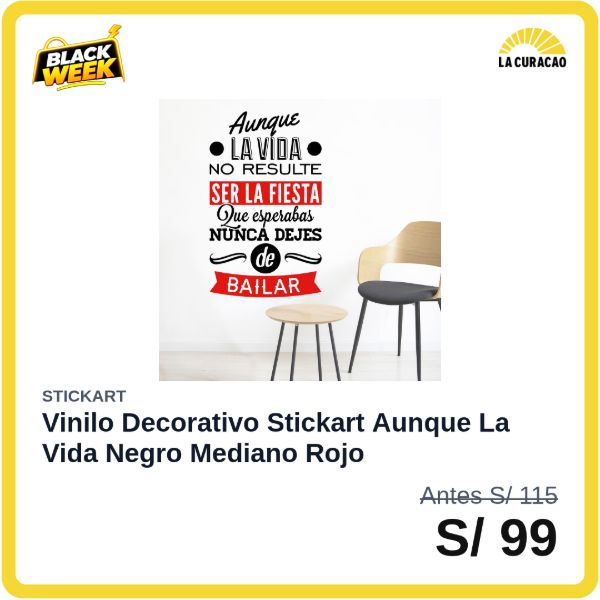 BLACK
WEEK
LA CURACAO
Aunque
LA VIDA
NO RESULTE
SER LA FIESTA
Que esperabas
NUNCA DEJES
de
BAILAR
STICKART
Vinilo Decorativo Stickart Aunque La
Vida Negro Mediano Rojo
Antes S/ 115
S/ 99